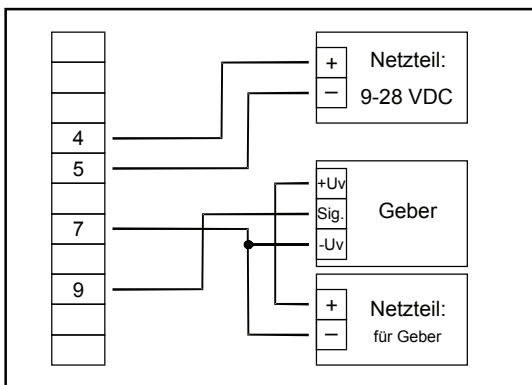 4
5
7
9
+
–
Netzteil:
9-28 VDC
+Uv
Sig.
-Uv
Geber
+
–
Netzteil:
für Geber